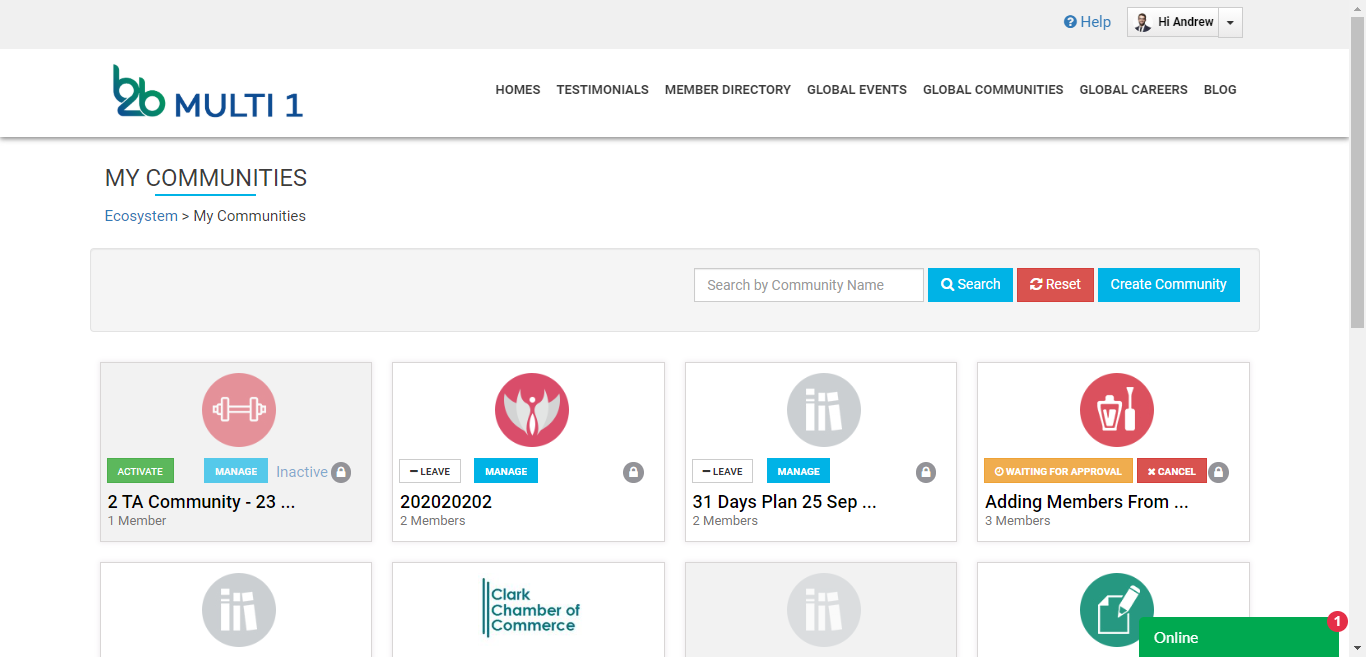 Help
Hi Andrew
b2b MULTI 1
HOMES TESTIMONIALS MEMBER DIRECTORY GLOBAL EVENTS GLOBAL COMMUNITIES GLOBAL CAREERS BLOG
MY COMMUNITIES
Ecosystem > My Communities
Search by Community Name
Search
Reset
Create Community
ACTIVATE
MANAGE
Inactive
2 TA Community - 23 ...
1 Member
LEAVE
MANAGE
202020202
2 Members
LEAVE
MANAGE
31 Days Plan 25 Sep ...
2 Members
WAITING FOR APPROVAL
CANCEL
Adding Members From ...
3 Members
Clark
Chamber of
Commerce
1
Online